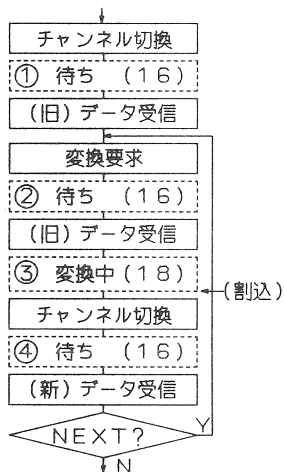 チャンネル切換
① 待ち （１６）
（旧）データ受信
変換要求
② 待ち （１６）
（旧）データ受信
③ 変換中（１８）
（割込）
チャンネル切換
④ 待ち （１６）
（新）データ受信
ＮＥＸＴ？
Ｙ
Ｎ